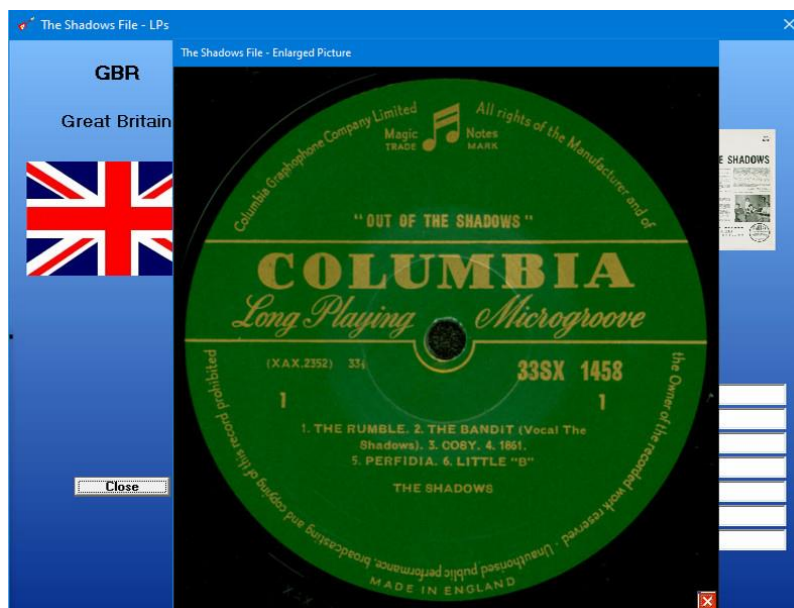 The Shadows File - LPs
The Shadows File - Enlarged Picture
GBR
Great Britain
E SHADOWS
Columbia Graphophone Company Limited
All rights of the Manufacturer and of
the Owner of the recorded work reserved · Unauthorised public performance, broadcasting and copying of this record prohibited
Magic Notes
TRADE MARK
"OUT OF THE SHADOWS"
COLUMBIA
Long Playing Microgroove
(XAX.2352) 33⅓ 33SX 1458
1 1
1. THE RUMBLE. 2. THE BANDIT (Vocal The
Shadows). 3. COSY. 4. 1861.
5. PERFIDIA. 6. LITTLE "B"
THE SHADOWS
MADE IN ENGLAND
Close